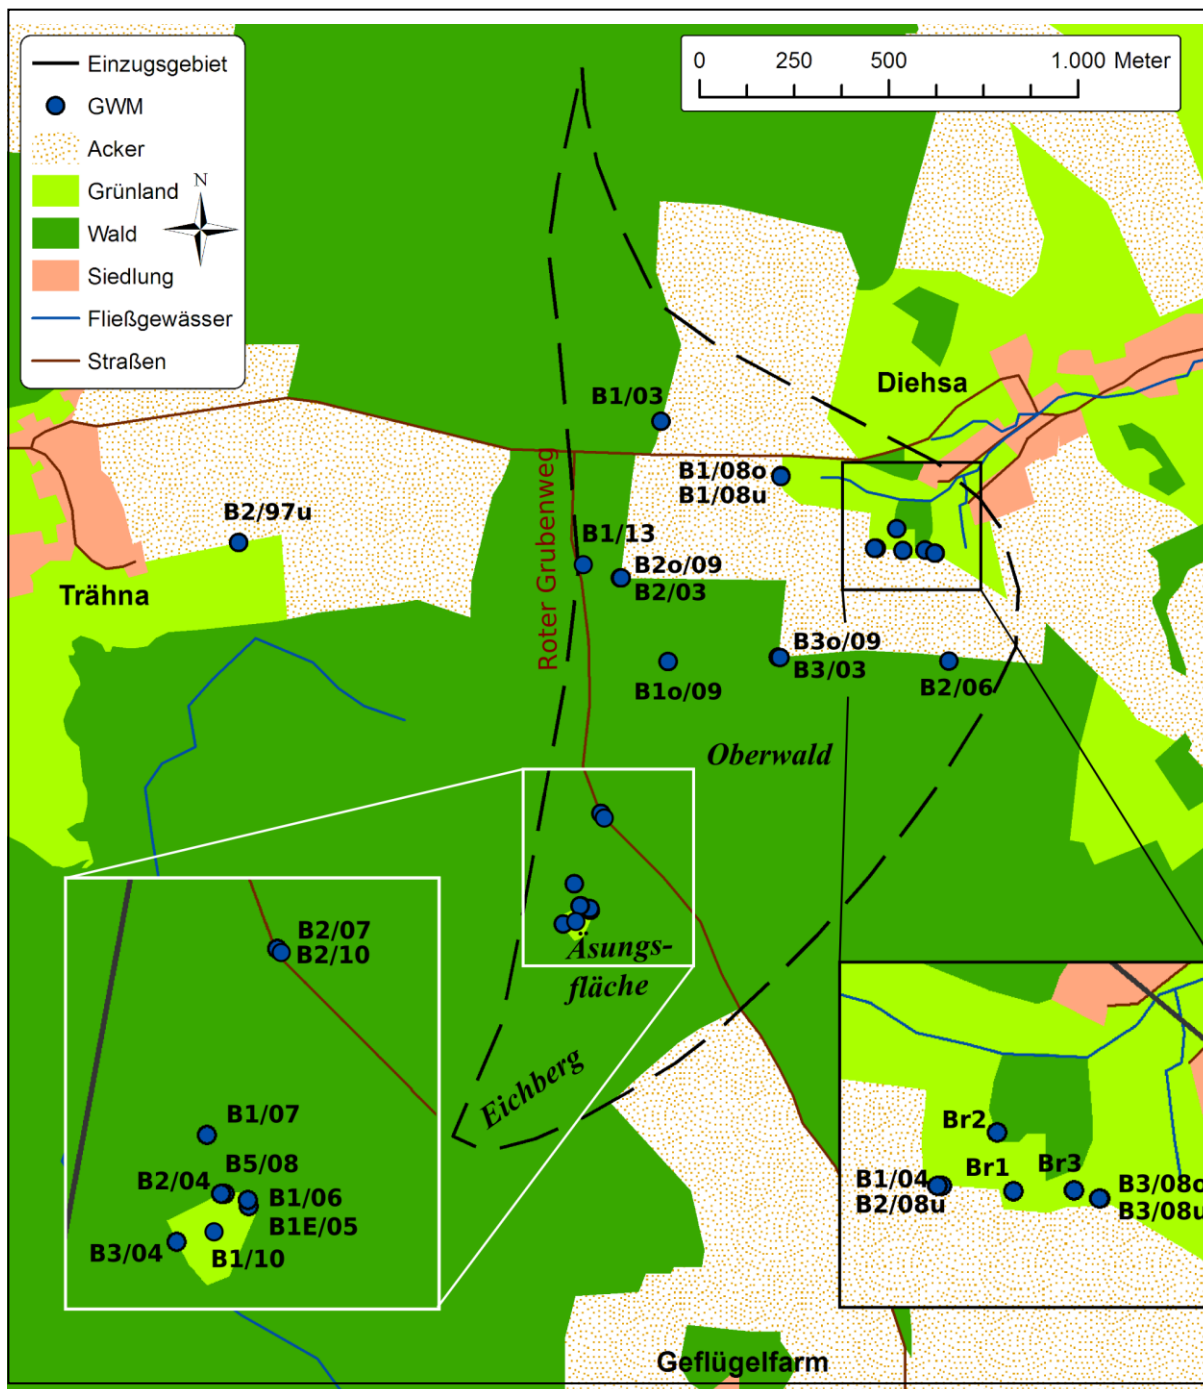 Einzugsgebiet
GWM
Acker
Grünland
N
Wald
Siedlung
Fließgewässer
Straßen
0 250 500 1.000 Meter
Diehsa
B1/03
B1/08o
B1/08u
B2/97u
Roter Grubenweg
B1/13
B2o/09
B2/03
Trähna
B3o/09
B3/03
B1o/09
B2/06
Oberwald
Äsungs-
fläche
Eichberg
B2/07
B2/10
B1/07
B5/08
B2/04
B1/06
B1E/05
B3/04
B1/10
Br2
Br1
Br3
B1/04
B2/08u
B3/08o
B3/08u
Geflügelfarm